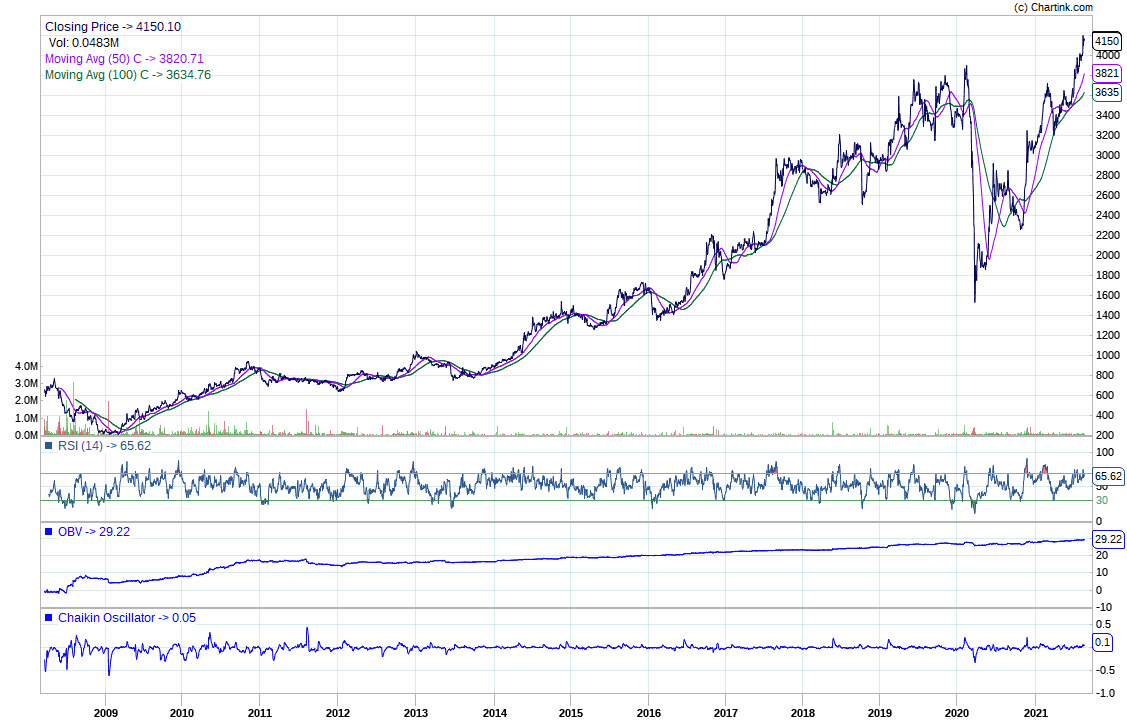 (c) Chartink.com
Closing Price -> 4150.10
Vol: 0.0483M
Moving Avg (50) C -> 3820.71
Moving Avg (100) C -> 3634.76
4150
4000
3821
3635
3400
3200
3000
2800
2600
2400
2200
2000
1800
1600
1400
1200
1000
800
600
400
200
4.0M
3.0M
2.0M
1.0M
0.0M
RSI (14) -> 65.62
100
65.62
50
30
0
OBV -> 29.22
29.22
20
10
0
-10
Chaikin Oscillator -> 0.05
0.5
0.1
-0.5
-1.0
2009 2010 2011 2012 2013 2014 2015 2016 2017 2018 2019 2020 2021